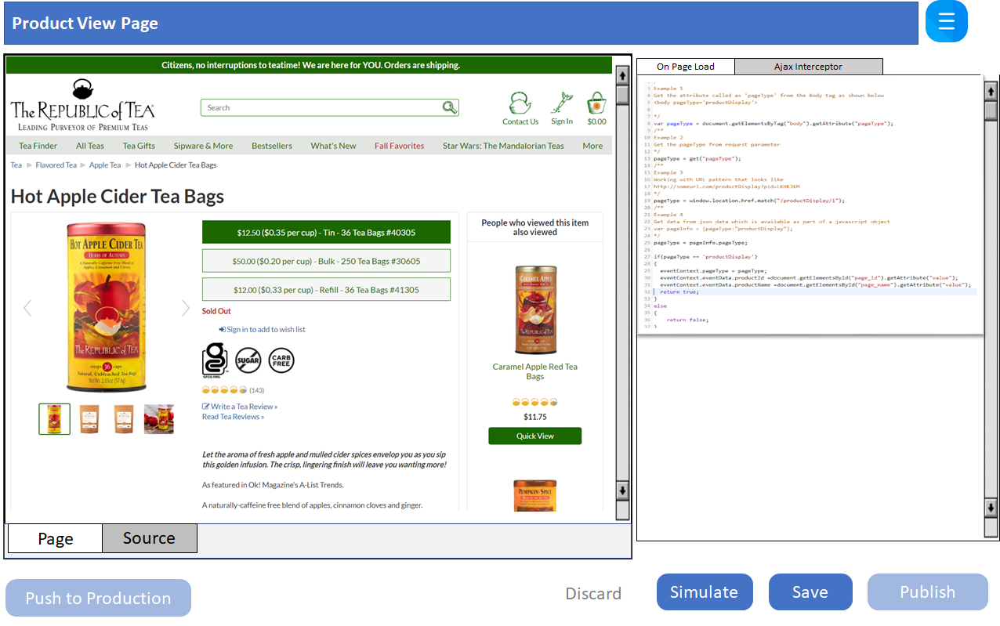 Product View Page
Citizens, no interruptions to teatime! We are here for YOU. Orders are shipping.
THE REPUBLIC of TEA
LEADING PURVEYOR OF PREMIUM TEAS
Search
Contact Us
Sign In
$0.00
Tea Finder
All Teas
Tea Gifts
Sipware & More
Bestsellers
What's New
Fall Favorites
Star Wars: The Mandalorian Teas
More
Tea
Flavored Tea
Apple Tea
Hot Apple Cider Tea Bags
Hot Apple Cider Tea Bags
HOT APPLE CIDER TEA
HERBS OF AUTUMN
A Naturally Caffeine-Free Blend of
Apples, Cinnamon and Cloves
THE REPUBLIC of TEA
steeps 36 cups
Natural, Unbleached Tea Bags
Net Wt 2.03oz (57.6g)
$12.50 ($0.35 per cup) - Tin - 36 Tea Bags #40305
$50.00 ($0.20 per cup) - Bulk - 250 Tea Bags #30605
$12.00 ($0.33 per cup) - Refill - 36 Tea Bags #41305
Sold Out
Sign in to add to wish list
GFCO.ORG
SUGAR
CARB FREE
(143)
Write a Tea Review »
Read Tea Reviews »
Let the aroma of fresh apple and mulled cider spices envelop you as you sip
this golden infusion. The crisp, lingering finish will leave you wanting more!
As featured in Ok! Magazine's A-List Trends.
A naturally-caffeine free blend of apples, cinnamon cloves and ginger.
People who viewed this item
also viewed
CARAMEL APPLE
THE REPUBLIC of TEA
Caramel Apple Red Tea
Bags
$11.75
Quick View
PUMPKIN SPICE
Page
Source
On Page Load
Ajax Interceptor
3 Example 1
4 Get the attribute called as 'pageType' from the Body tag as shown below
5 <body pageType='productDisplay'>
6
7 */
8 var pageType = document.getElementsByTag("body").getAttribute("pageType");
9 /**
10 Example 2
11 Get the pageType from request parameter
12 */
13 pageType = get("pageType");
14 /**
15 Example 3
16 Working with URL pattern that looks like
17 http://someurl.com/productDisplay?pid=LKHKJKM
18 */
19 pageType = window.location.href.match("/productDisplay/i");
20 /**
21 Example 4
22 Get data from json data which is available as part of a javascript object
23 var pageInfo = {pageType:"productDisplay"};
24 */
25 pageType = pageInfo.pageType;
26
27 if(pageType == 'productDisplay')
28 {
29 eventContext.pageType = pageType;
30 eventContext.eventData.productId =document.getElementsById("page_id").getAttribute("value");
31 eventContext.eventData.productName =document.getElementsById("page_name").getAttribute("value");
32 return true;
33 }
34 else
35 {
36 return false;
37 }
Push to Production
Discard
Simulate
Save
Publish